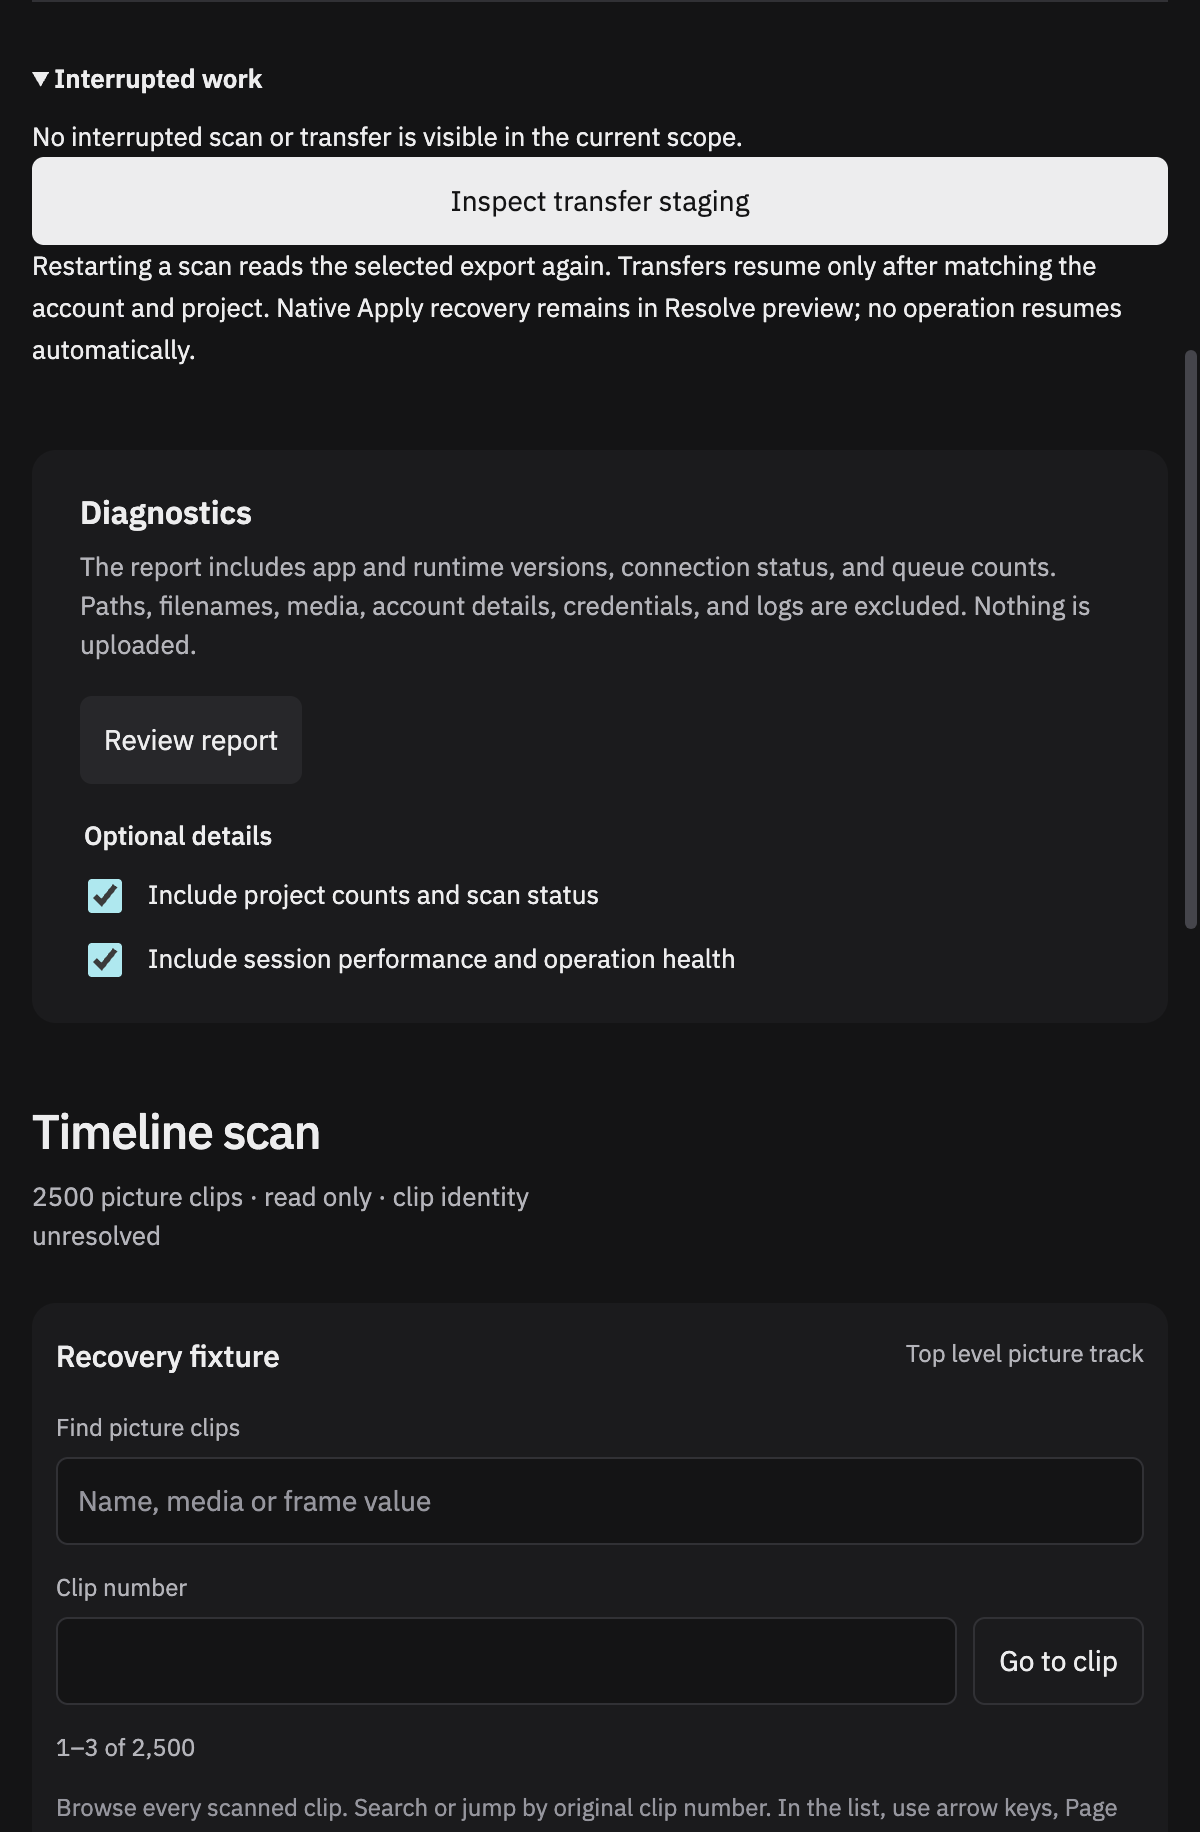 Interrupted work
No interrupted scan or transfer is visible in the current scope.
Inspect transfer staging
Restarting a scan reads the selected export again. Transfers resume only after matching the
account and project. Native Apply recovery remains in Resolve preview; no operation resumes
automatically.
Diagnostics
The report includes app and runtime versions, connection status, and queue counts.
Paths, filenames, media, account details, credentials, and logs are excluded. Nothing is
uploaded.
Review report
Optional details
Include project counts and scan status
Include session performance and operation health
Timeline scan
2500 picture clips · read only · clip identity
unresolved
Recovery fixture
Top level picture track
Find picture clips
Name, media or frame value
Clip number
Go to clip
1–3 of 2,500
Browse every scanned clip. Search or jump by original clip number. In the list, use arrow keys, Page